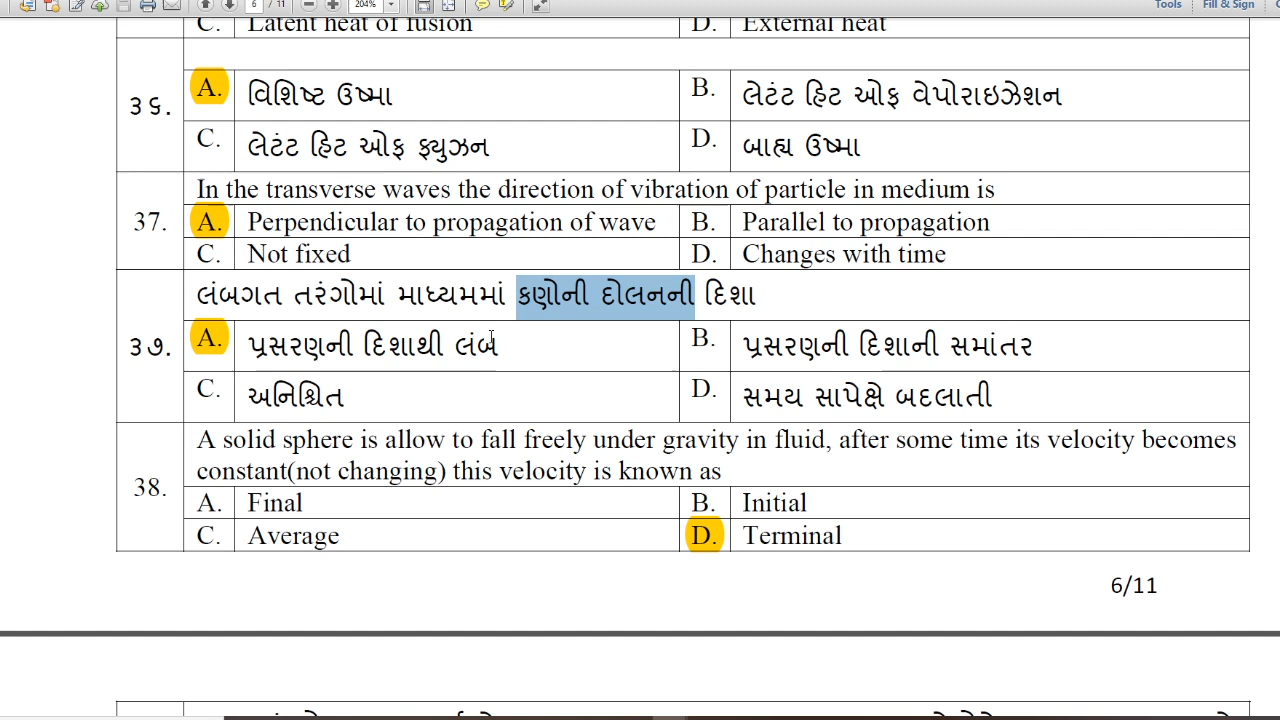 6 / 11 204% Tools Fill & Sign
C. Latent heat of fusion D. External heat
૩૬.
A. વિશિષ્ટ ઉષ્મા B. લેટંટ હિટ ઓફ વેપોરાઇઝેશન
C. લેટંટ હિટ ઓફ ફ્યુઝન D. બાહ્ય ઉષ્મા
37. In the transverse waves the direction of vibration of particle in medium is
A. Perpendicular to propagation of wave B. Parallel to propagation
C. Not fixed D. Changes with time
૩૭. લંબગત તરંગોમાં માધ્યમમાં કણોની દોલનની દિશા
A. પ્રસરણની દિશાથી લંબ B. પ્રસરણની દિશાની સમાંતર
C. અનિશ્ચિત D. સમય સાપેક્ષે બદલાતી
38. A solid sphere is allow to fall freely under gravity in fluid, after some time its velocity becomes
constant(not changing) this velocity is known as
A. Final B. Initial
C. Average D. Terminal
6/11